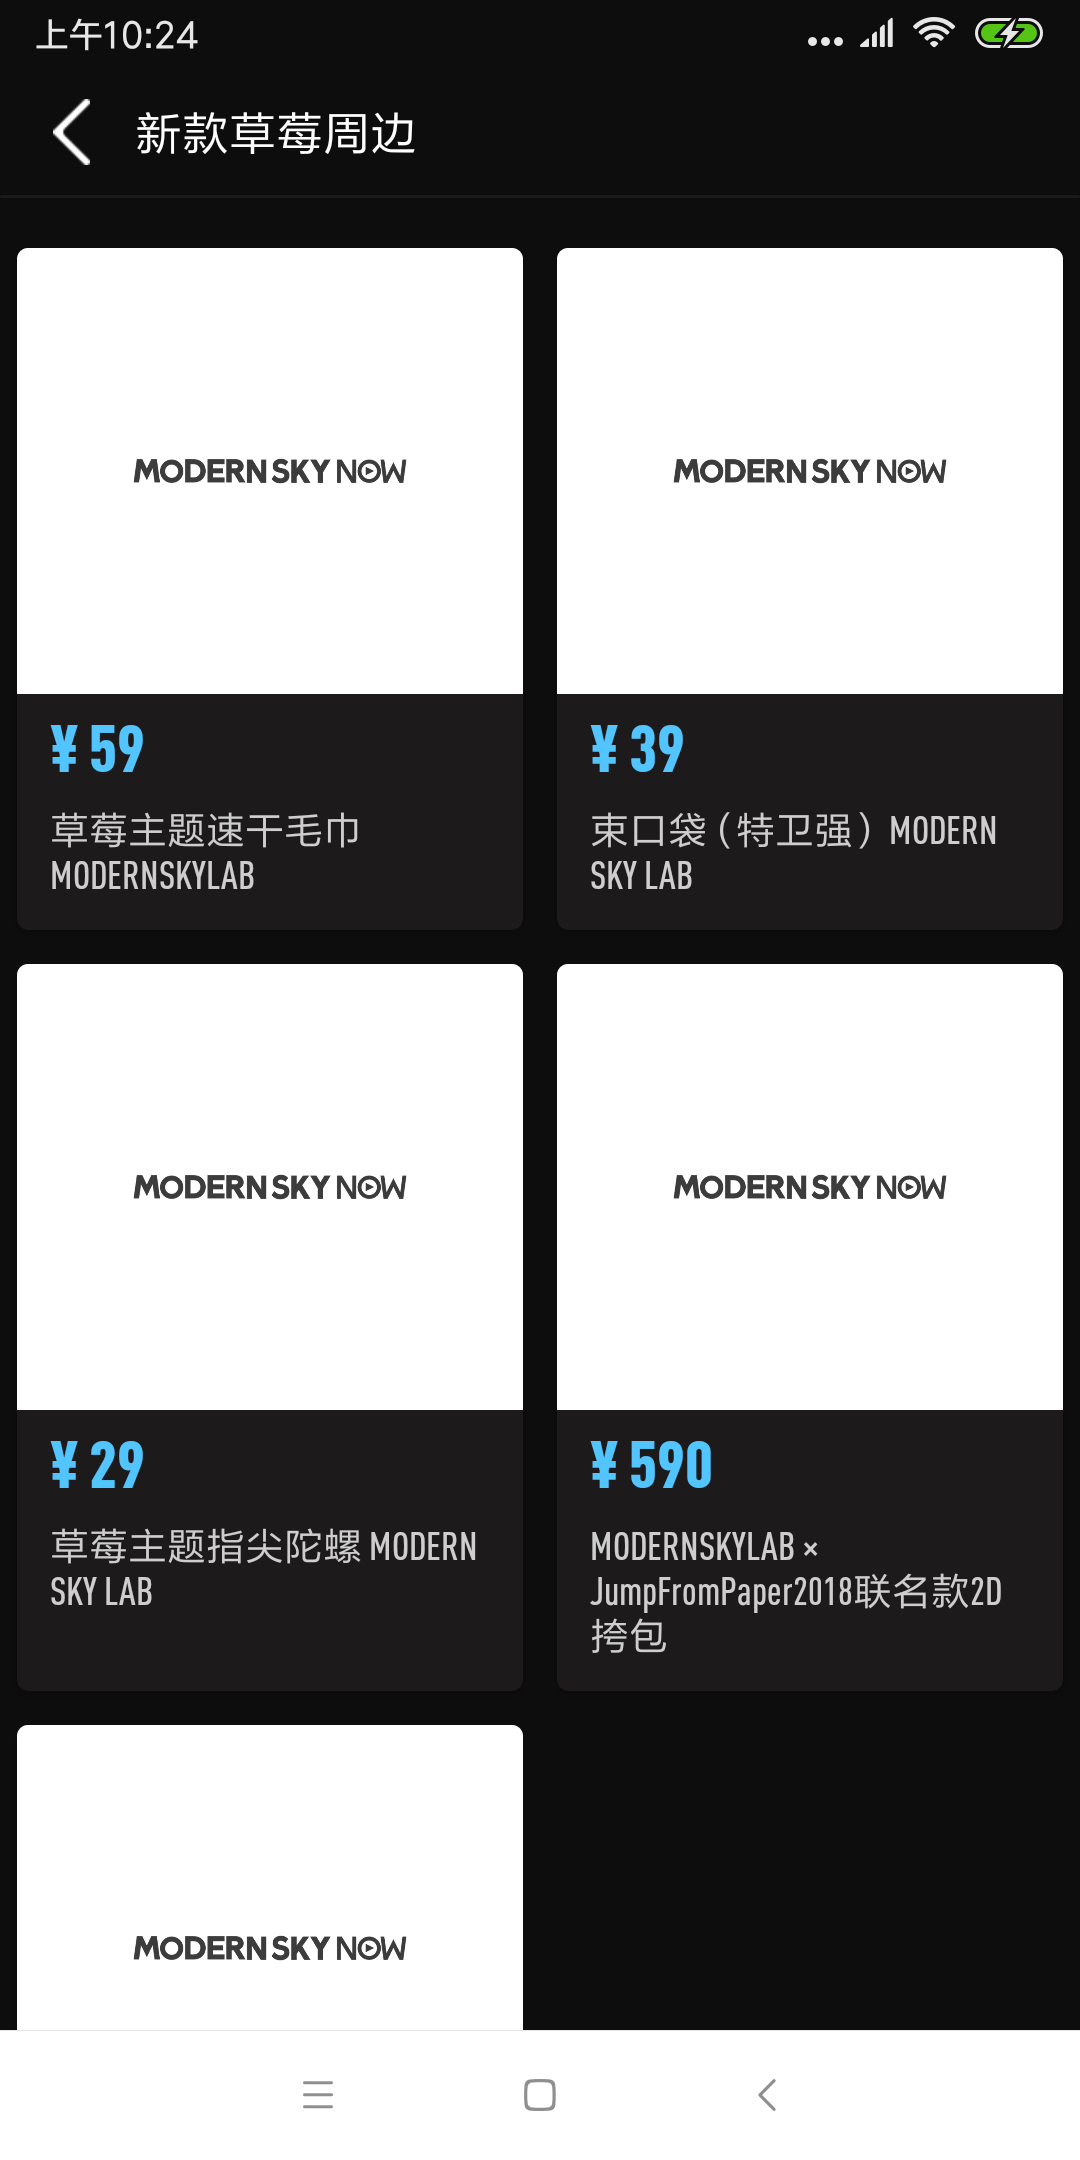 上午10:24
新款草莓周边
MODERN SKY NOW
MODERN SKY NOW
¥ 59
草莓主题速干毛巾
MODERNSKYLAB
¥ 39
束口袋（特卫强）MODERN
SKY LAB
MODERN SKY NOW
MODERN SKY NOW
¥ 29
草莓主题指尖陀螺 MODERN
SKY LAB
¥ 590
MODERNSKYLAB ×
JumpFromPaper2018联名款2D
挎包
MODERN SKY NOW